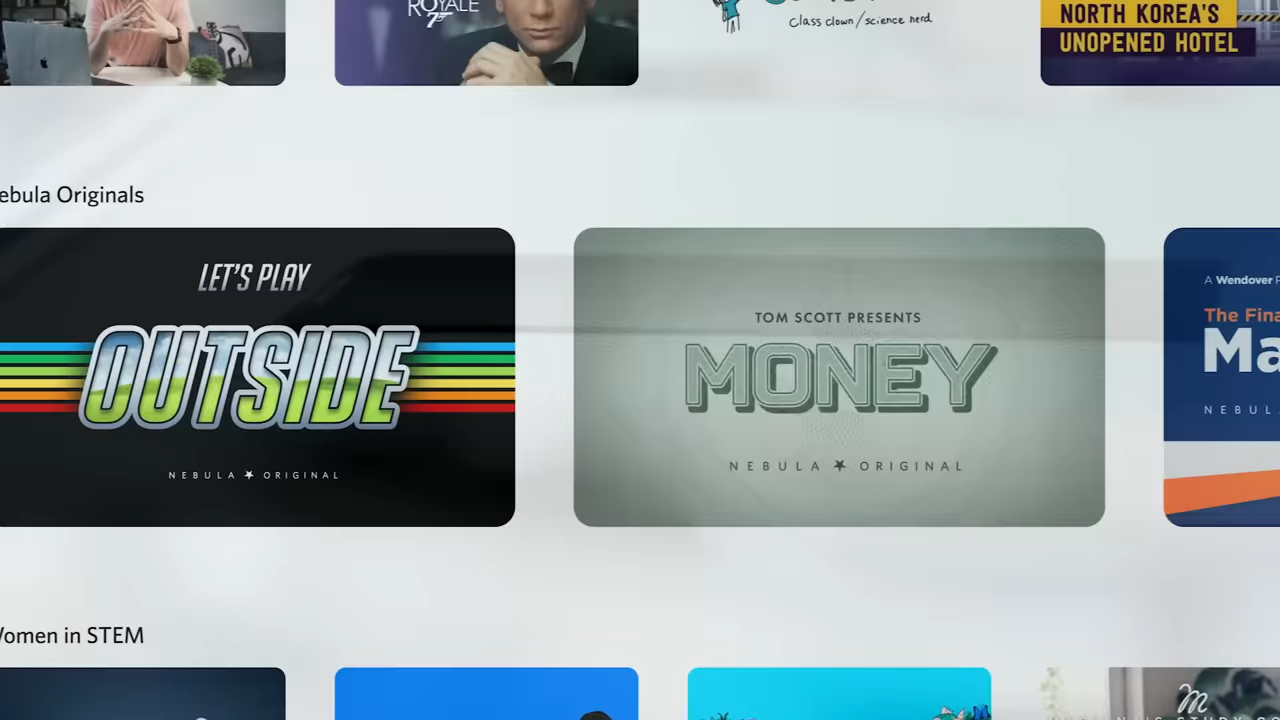 ROYALE
7
Class clown/science nerd
NORTH KOREA'S
UNOPENED HOTEL
ebula Originals
LET'S PLAY
OUTSIDE
NEBULA ★ ORIGINAL
TOM SCOTT PRESENTS
MONEY
NEBULA ★ ORIGINAL
A Wendover
The Fina
Ma
NEBUL
Women in STEM